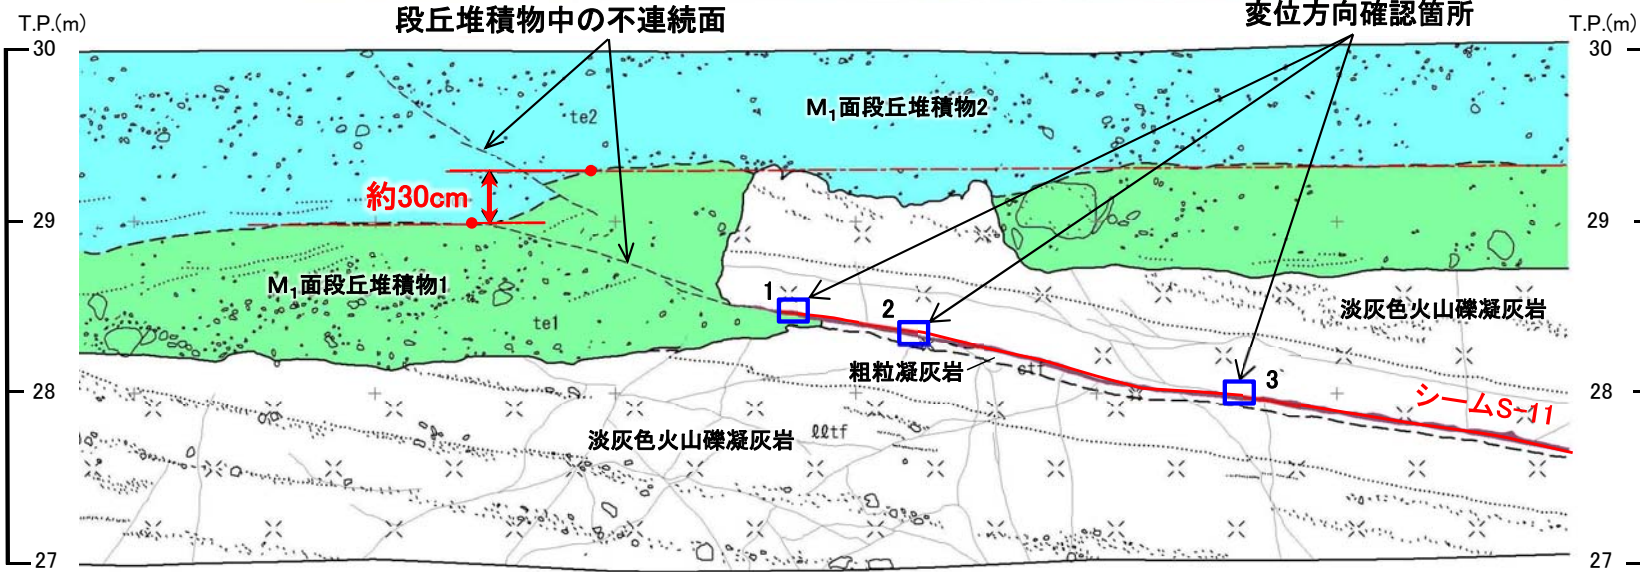 段丘堆積物中の不連続面
変位方向確認箇所
T.P.(m)
T.P.(m)
30
30
M₁面段丘堆積物2
te2
約30cm
29
29
M₁面段丘堆積物1
1
2
淡灰色火山礫凝灰岩
te1
粗粒凝灰岩
ctf
3
28
28
シームS-11
淡灰色火山礫凝灰岩
ℓℓtf
27
27